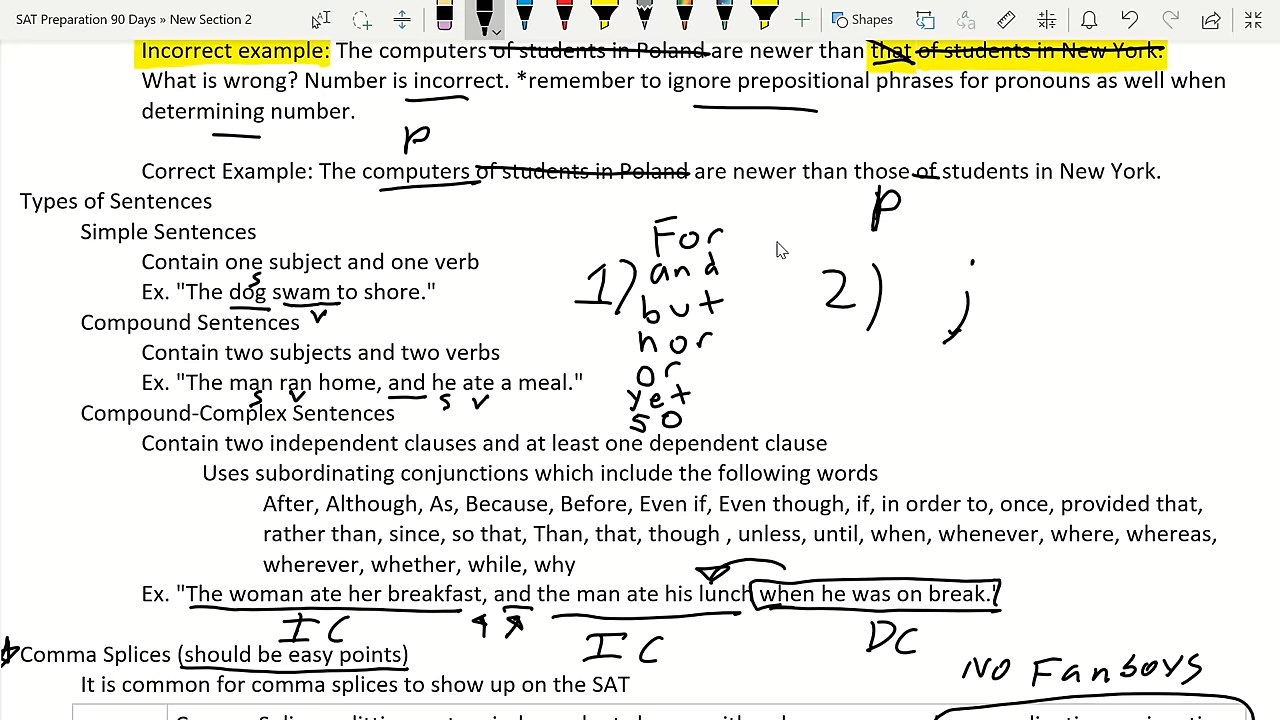 SAT Preparation 90 Days » New Section 2
Shapes
Incorrect example: The computers of students in Poland are newer than that of students in New York.
What is wrong? Number is incorrect. *remember to ignore prepositional phrases for pronouns as well when
determining number.
P
Correct Example: The computers of students in Poland are newer than those of students in New York.
P
Types of Sentences
Simple Sentences
Contain one subject and one verb
s
Ex. "The dog swam to shore."
v
Compound Sentences
Contain two subjects and two verbs
Ex. "The man ran home, and he ate a meal."
s v s v
1) For
and
but
nor
or
yet
so
2) ;
Compound-Complex Sentences
Contain two independent clauses and at least one dependent clause
Uses subordinating conjunctions which include the following words
After, Although, As, Because, Before, Even if, Even though, if, in order to, once, provided that,
rather than, since, so that, Than, that, though , unless, until, when, whenever, where, whereas,
wherever, whether, while, why
Ex. "The woman ate her breakfast, and the man ate his lunch when he was on break."
IC IC DC
Comma Splices (should be easy points)
NO Fanboys
It is common for comma splices to show up on the SAT